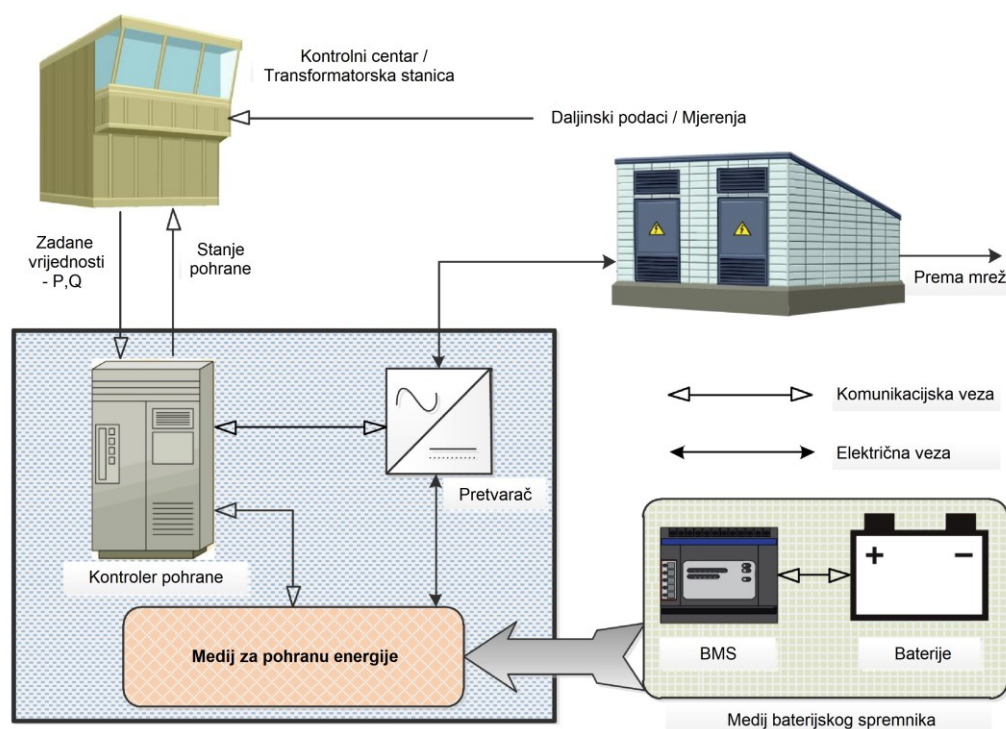 Kontrolni centar /
Transformatorska stanica
Daljinski podaci / Mjerenja
Zadane
vrijednosti
- P,Q
Stanje
pohrane
Prema mrež
Komunikacijska veza
Električna veza
Pretvarač
Kontroler pohrane
Medij za pohranu energije
+ −
BMS
Baterije
Medij baterijskog spremnika